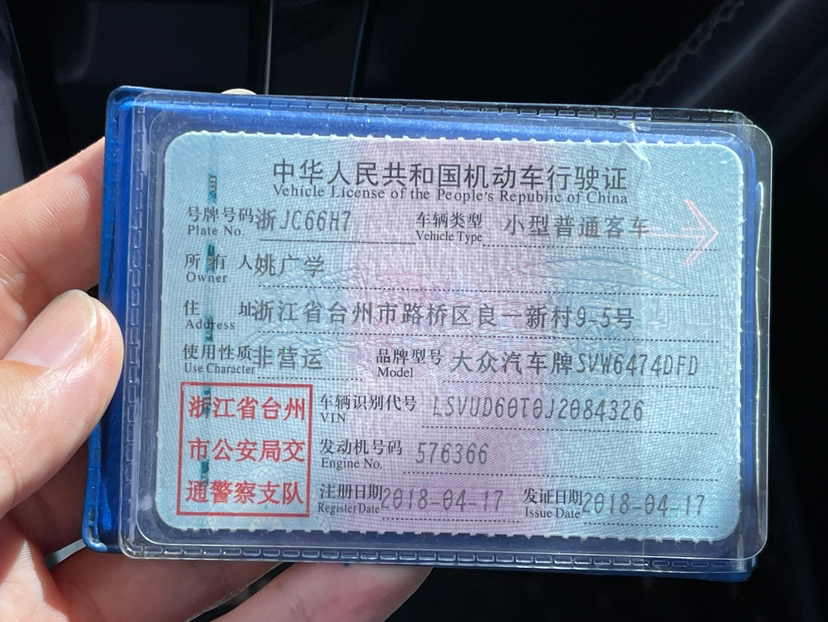 中华人民共和国机动车行驶证
Vehicle License of the People's Republic of China
号牌号码 浙JC66H7 车辆类型 小型普通客车
Plate No. Vehicle Type
所有人 姚广学
Owner
住址 浙江省台州市路桥区良一新村9-5号
Address
使用性质 非营运 品牌型号 大众汽车牌SVW6474DFD
Use Character Model
浙江省台州
市公安局交
通警察支队
车辆识别代号 LSVUD60T0J2084326
VIN
发动机号码 576366
Engine No.
注册日期 2018-04-17 发证日期 2018-04-17
Register Date Issue Date